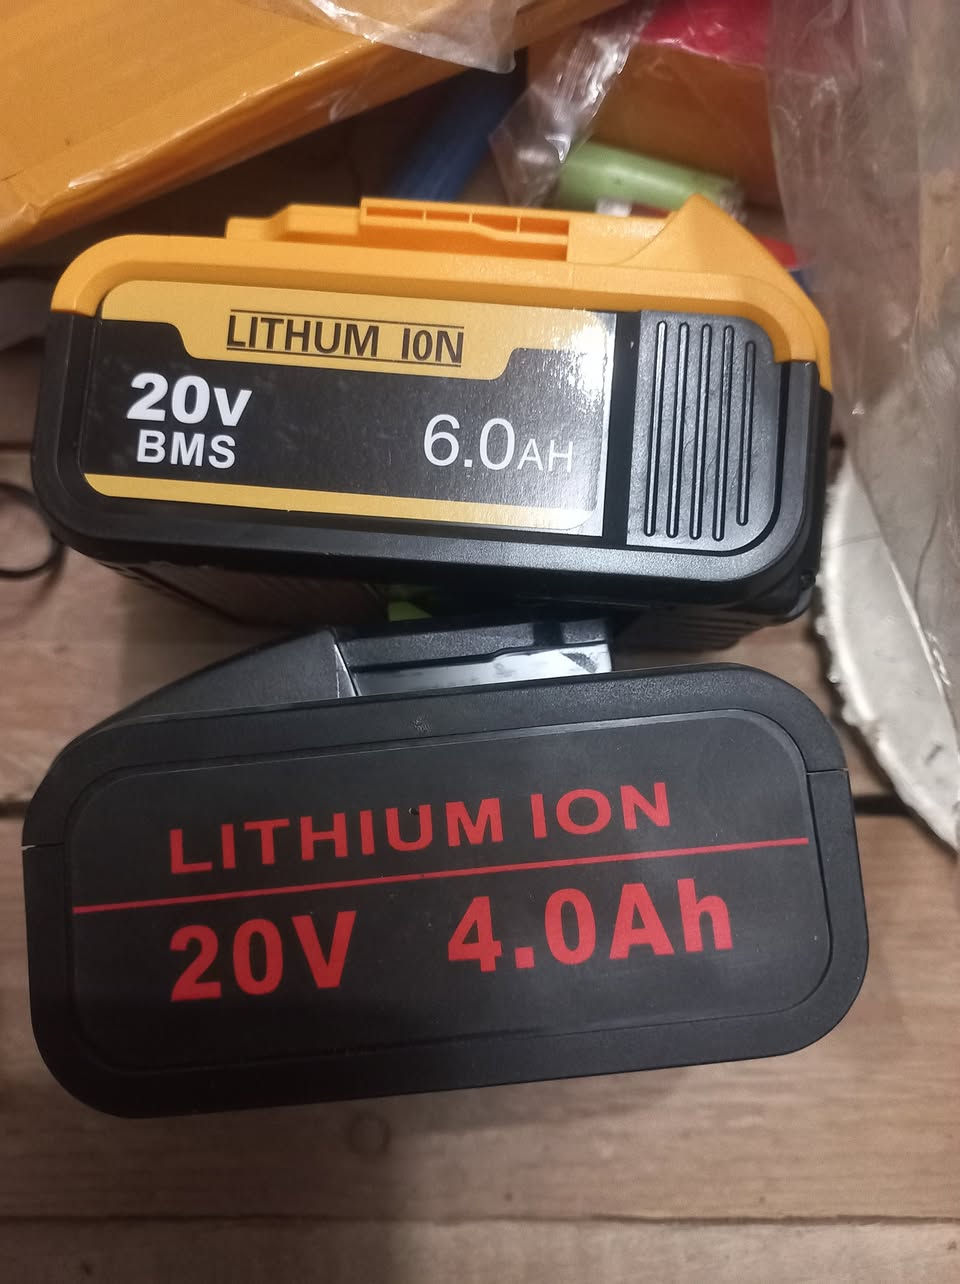 LITHUM ION
20V
BMS
6.0AH
LITHIUM ION
20V 4.0Ah